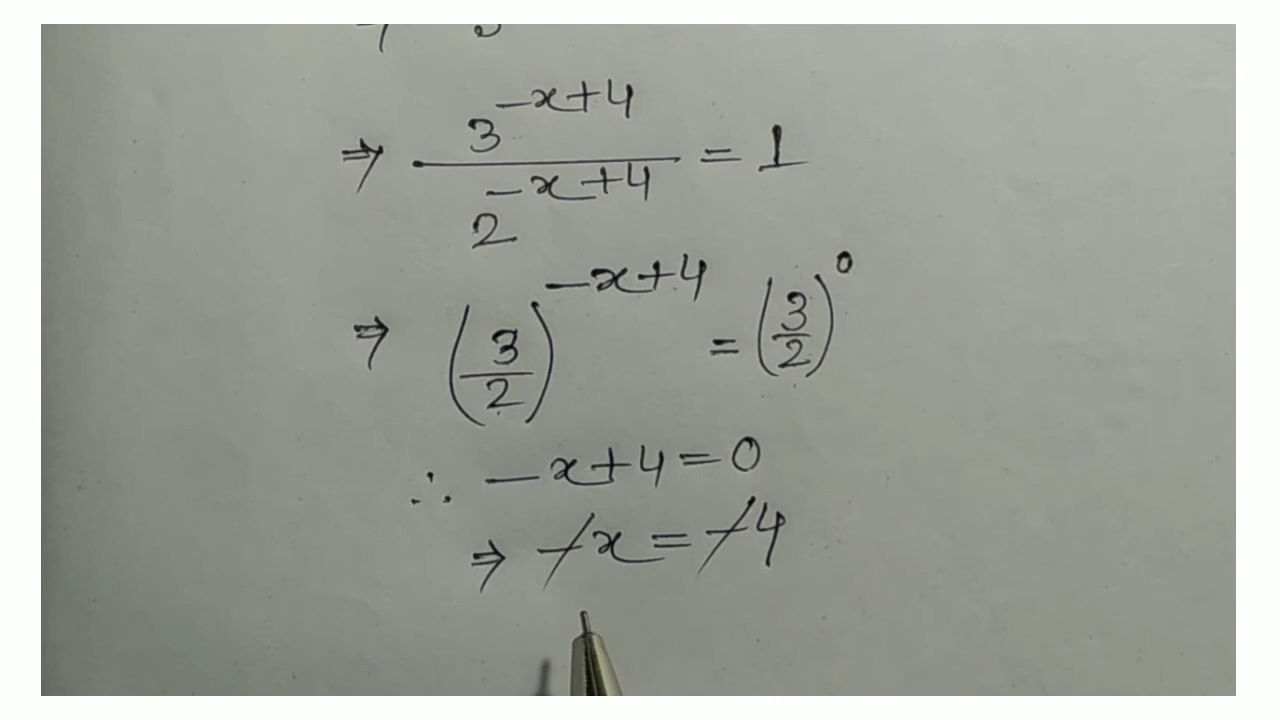 ⇒ 3^(-x+4) / 2^(-x+4) = 1
⇒ (3/2)^(-x+4) = (3/2)^0
∴ -x+4=0
⇒ -x = -4